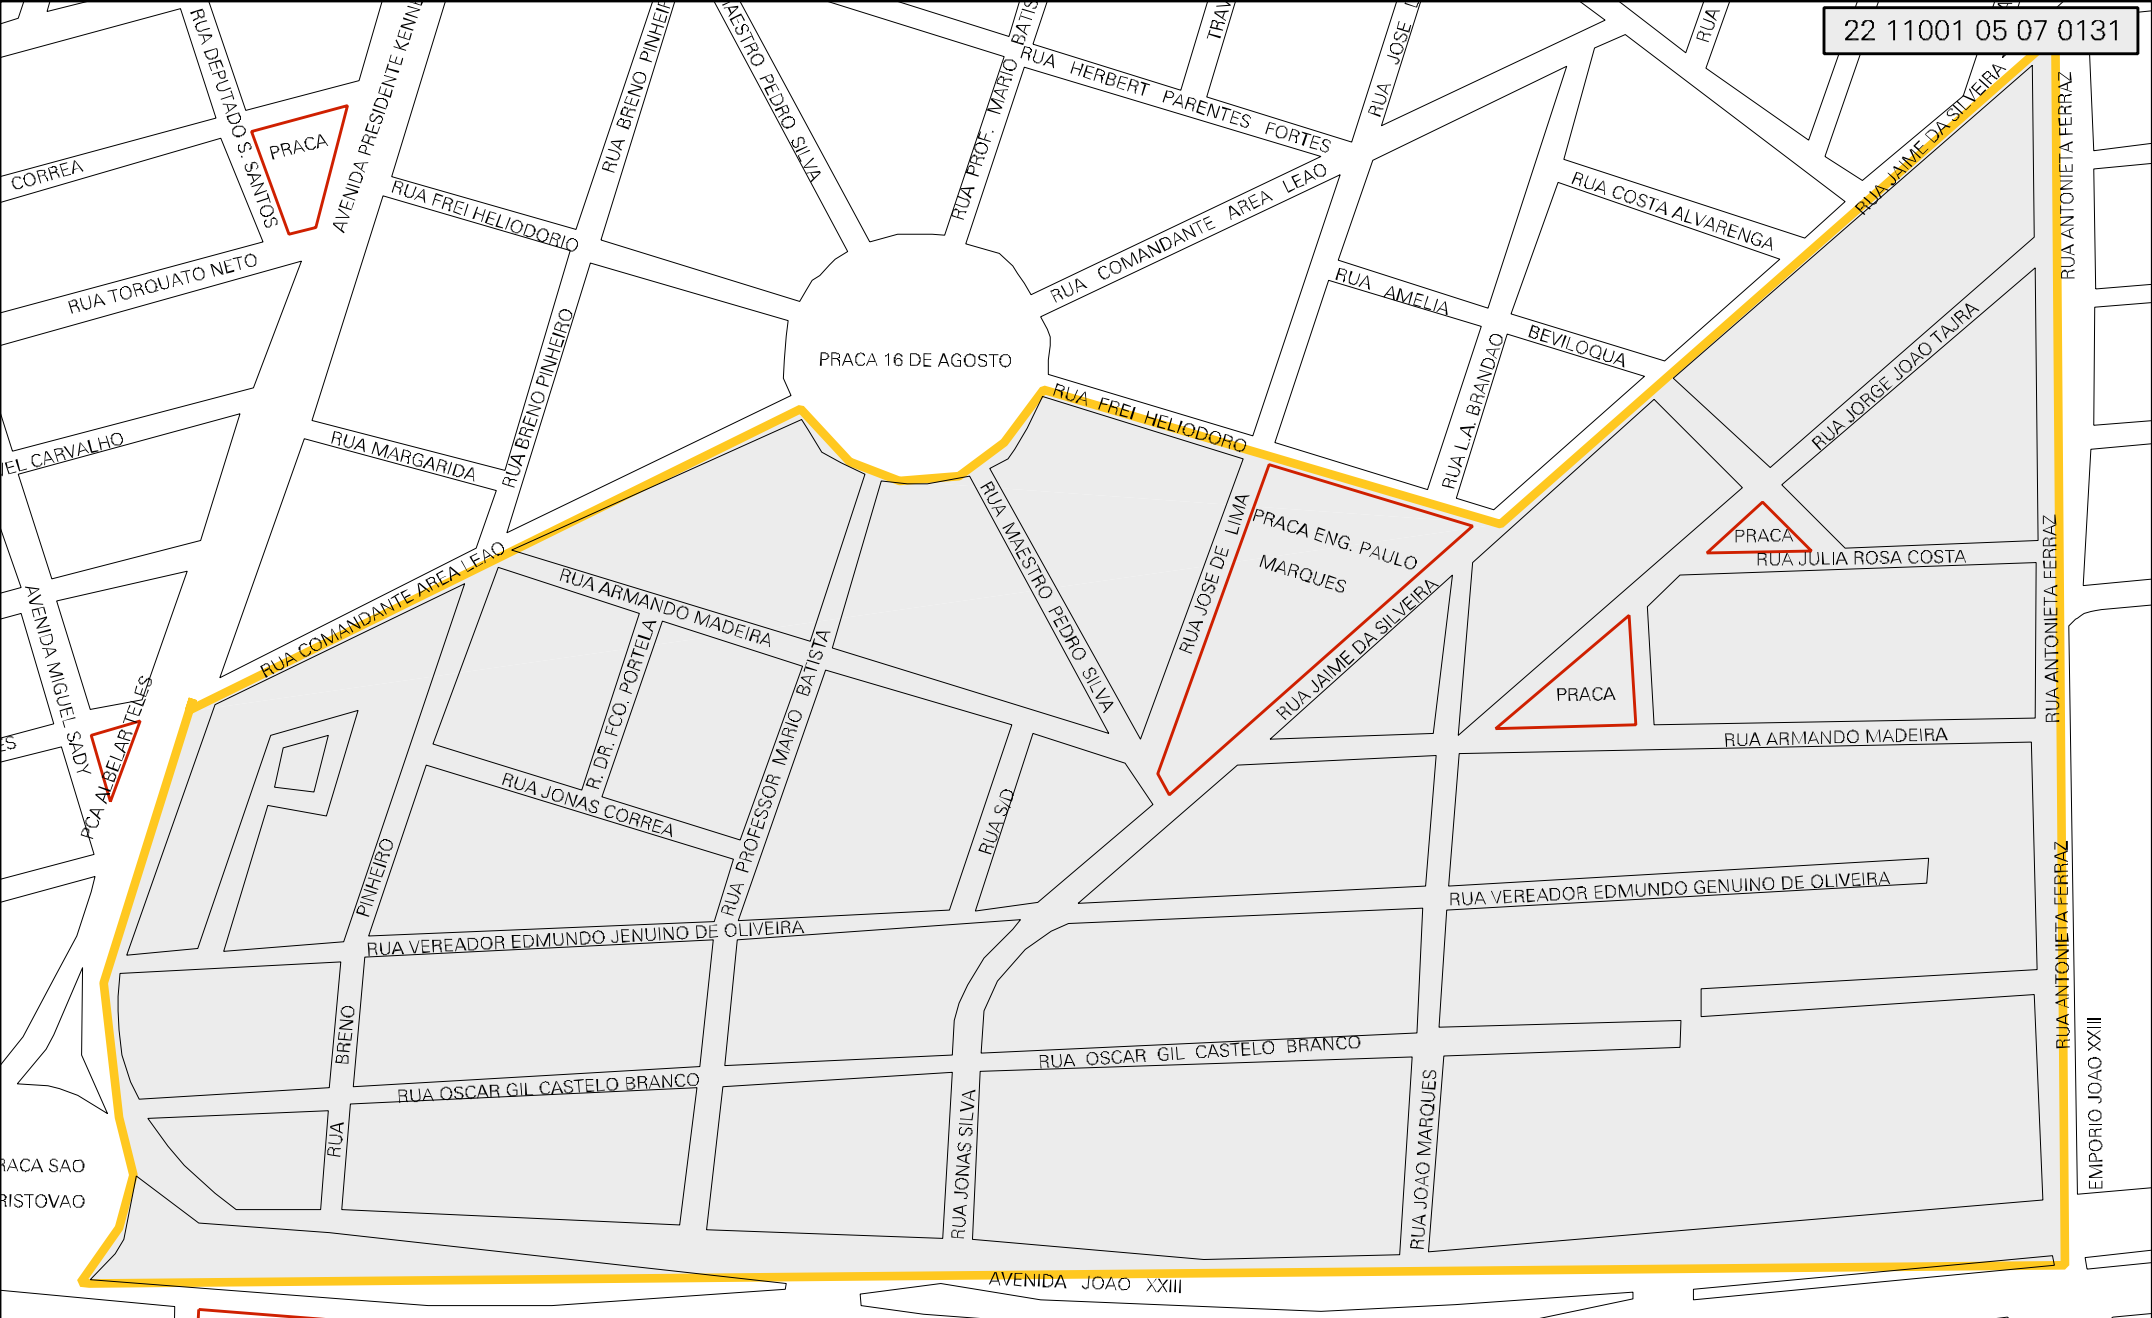 22 11001 05 07 0131
RUA DEPUTADO S. SANTOS
AVENIDA PRESIDENTE
RUA BRENO
MAESTRO PEDRO SILVA
RUA PROF. MARIO
RUA HERBERT PARENTES FORTES
RUA JOSE
RUA
PRACA
CORREA
RUA FREI HELIODORIO
RUA COMANDANTE AREA LEAO
RUA COSTA ALVARENGA
RUA JAIME DA SILVEIRA
RUA ANTONIETA FERRAZ
RUA TORQUATO NETO
RUA AMELIA
BEVILOQUA
RUA BRENO PINHEIRO
PRACA 16 DE AGOSTO
RUA L.A. BRANDAO
RUA JORGE JOAO TAJRA
RUA FREI HELIODORO
CARVALHO
RUA MARGARIDA
RUA MAESTRO PEDRO SILVA
RUA JOSE DE LIMA
PRACA ENG. PAULO
MARQUES
PRACA
RUA JULIA ROSA COSTA
RUA ANTONIETA FERRAZ
RUA COMANDANTE AREA LEAO
RUA ARMANDO MADEIRA
R. DR. FCO. PORTELA
RUA PROFESSOR MARIO BATISTA
RUA JAIME DA SILVEIRA
AVENIDA MIGUEL SADY
PCA ALBELAR TELES
PRACA
RUA ARMANDO MADEIRA
RUA JONAS CORREA
RUA S/D
RUA BRENO PINHEIRO
RUA VEREADOR EDMUNDO GENUINO DE OLIVEIRA
RUA VEREADOR EDMUNDO JENUINO DE OLIVEIRA
RUA ANTONIETA FERRAZ
RUA OSCAR GIL CASTELO BRANCO
RUA OSCAR GIL CASTELO BRANCO
RUA JONAS SILVA
RUA JOAO MARQUES
EMPORIO JOAO XXIII
SAO
AVENIDA JOAO XXIII